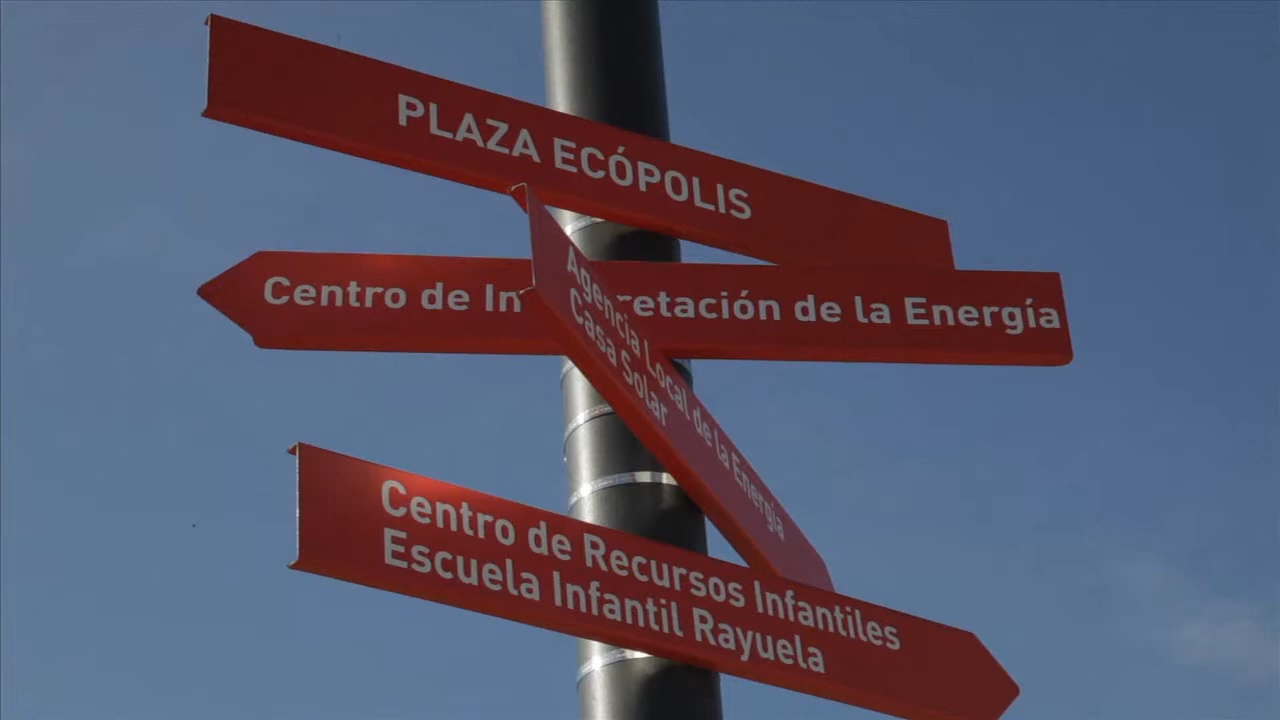 PLAZA ECÓPOLIS
Centro de In retación de la Energía
Agencia Local de la Energía
Casa Solar
Centro de Recursos Infantiles
Escuela Infantil Rayuela